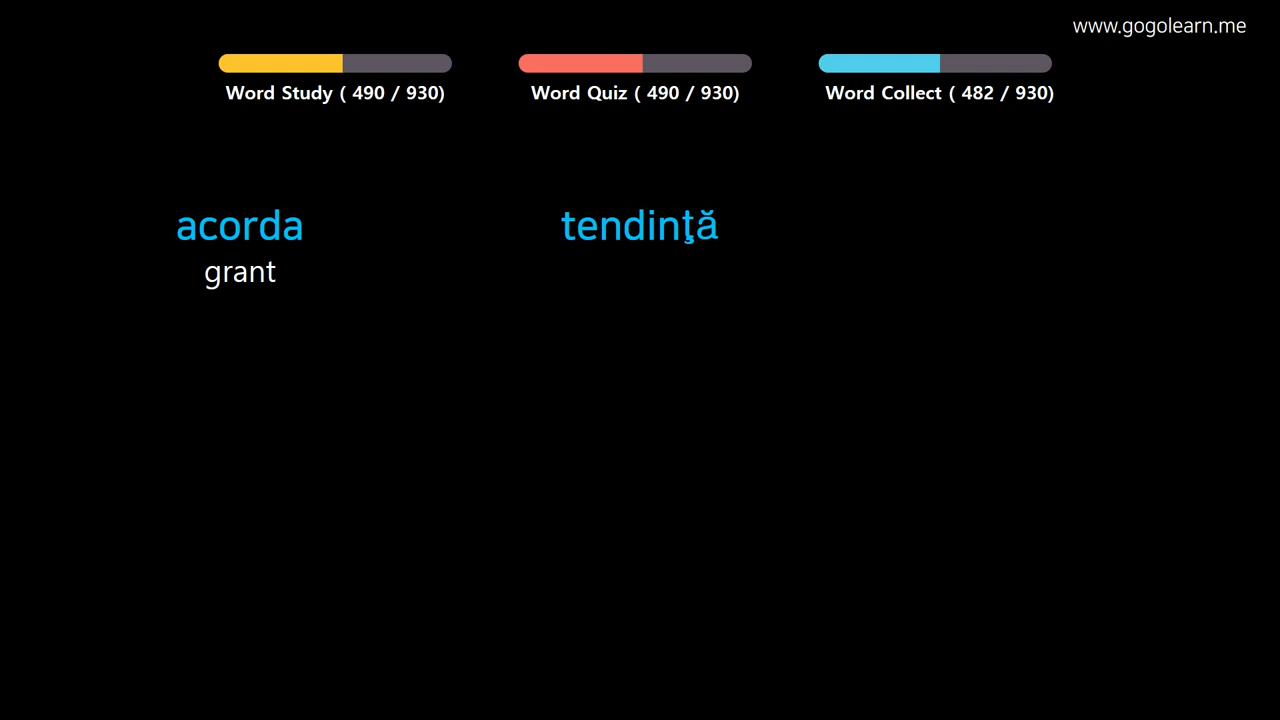 www.gogolearn.me
Word Study ( 490 / 930)
Word Quiz ( 490 / 930)
Word Collect ( 482 / 930)
acorda
grant
tendinţă